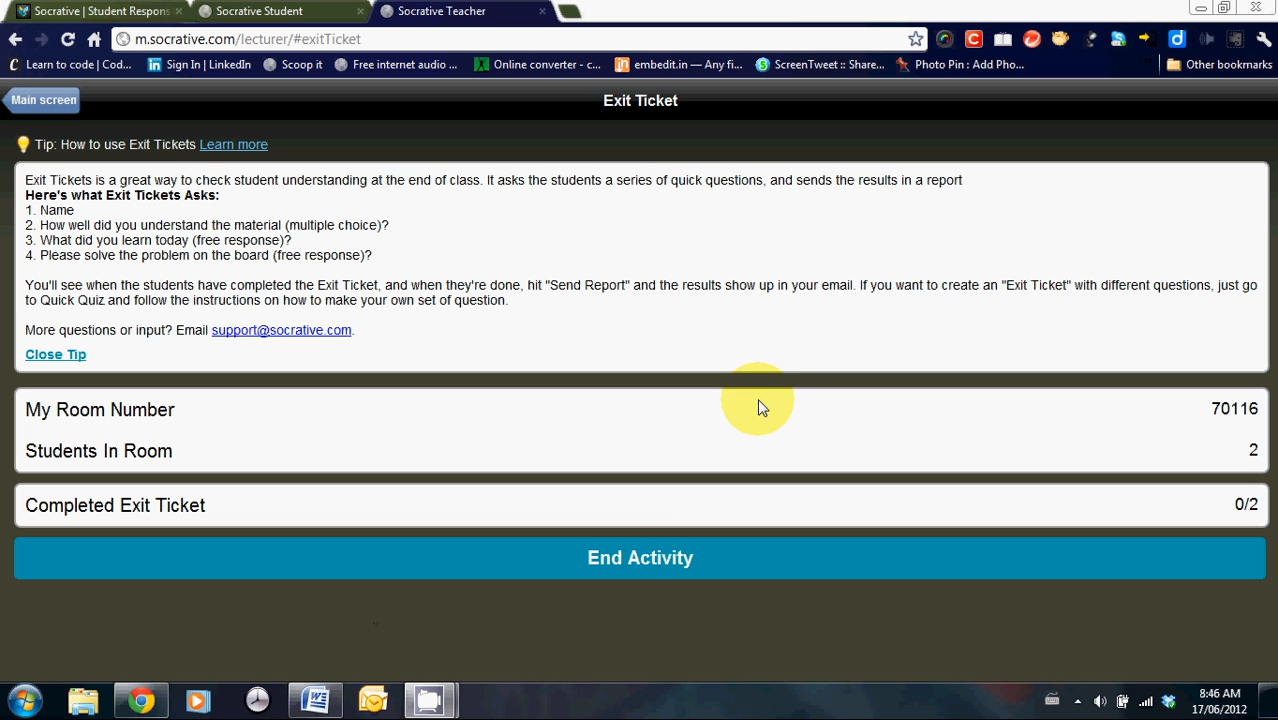 Socrative | Student Respons
Socrative Student
Socrative Teacher
m.socrative.com/lecturer/#exitTicket
Learn to code | Cod...
Sign In | LinkedIn
Scoop it
Free internet audio ...
Online converter - c...
embedit.in — Any fi...
ScreenTweet :: Share...
Photo Pin : Add Pho...
Other bookmarks
Main screen
Exit Ticket
Tip: How to use Exit Tickets Learn more
Exit Tickets is a great way to check student understanding at the end of class. It asks the students a series of quick questions, and sends the results in a report
Here's what Exit Tickets Asks:
1. Name
2. How well did you understand the material (multiple choice)?
3. What did you learn today (free response)?
4. Please solve the problem on the board (free response)?
You'll see when the students have completed the Exit Ticket, and when they're done, hit "Send Report" and the results show up in your email. If you want to create an "Exit Ticket" with different questions, just go
to Quick Quiz and follow the instructions on how to make your own set of question.
More questions or input? Email support@socrative.com.
Close Tip
My Room Number 70116
Students In Room 2
Completed Exit Ticket 0/2
End Activity
8:46 AM
17/06/2012